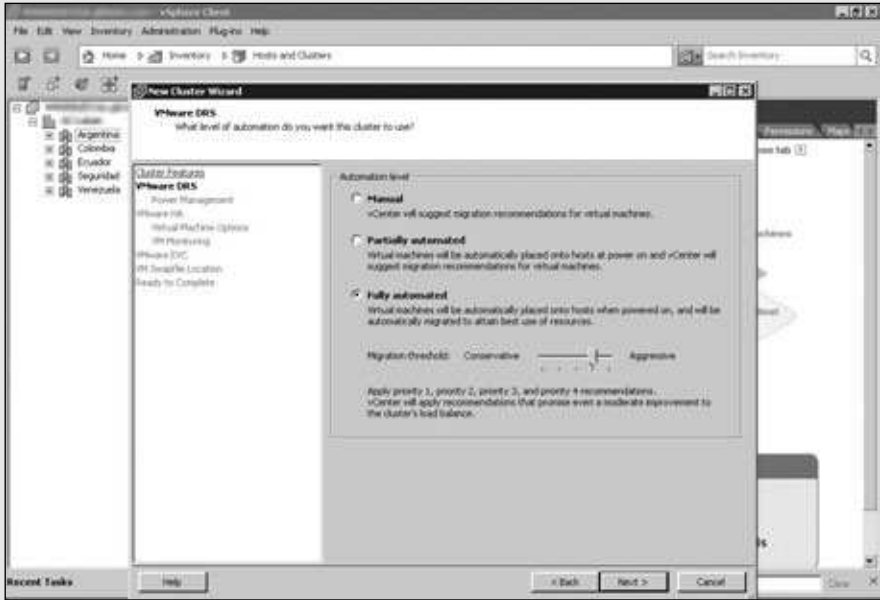 vSphere Client
File Edit View Inventory Administration Plug-ins Help
Home Inventory Hosts and Clusters
Search Inventory
New Cluster Wizard
VMware DRS
What level of automation do you want this cluster to use?
Argentina
Colombia
Ecuador
Seguridad
Venezuela
Cluster Features
VMware DRS
Power Management
VMware HA
Virtual Machine Options
VM Monitoring
VMware EVC
VM Swapfile Location
Ready to Complete
Automation level
Manual
vCenter will suggest migration recommendations for virtual machines.
Partially automated
Virtual machines will be automatically placed onto hosts at power on and vCenter will
suggest migration recommendations for virtual machines.
Fully automated
Virtual machines will be automatically placed onto hosts when powered on, and will be
automatically migrated to attain best use of resources.
Migration threshold: Conservative Aggressive
Apply priority 1, priority 2, priority 3, and priority 4 recommendations.
vCenter will apply recommendations that promise even a moderate improvement to
the cluster's load balance.
Permissions Maps
Help
< Back Next > Cancel
Recent Tasks
Clear